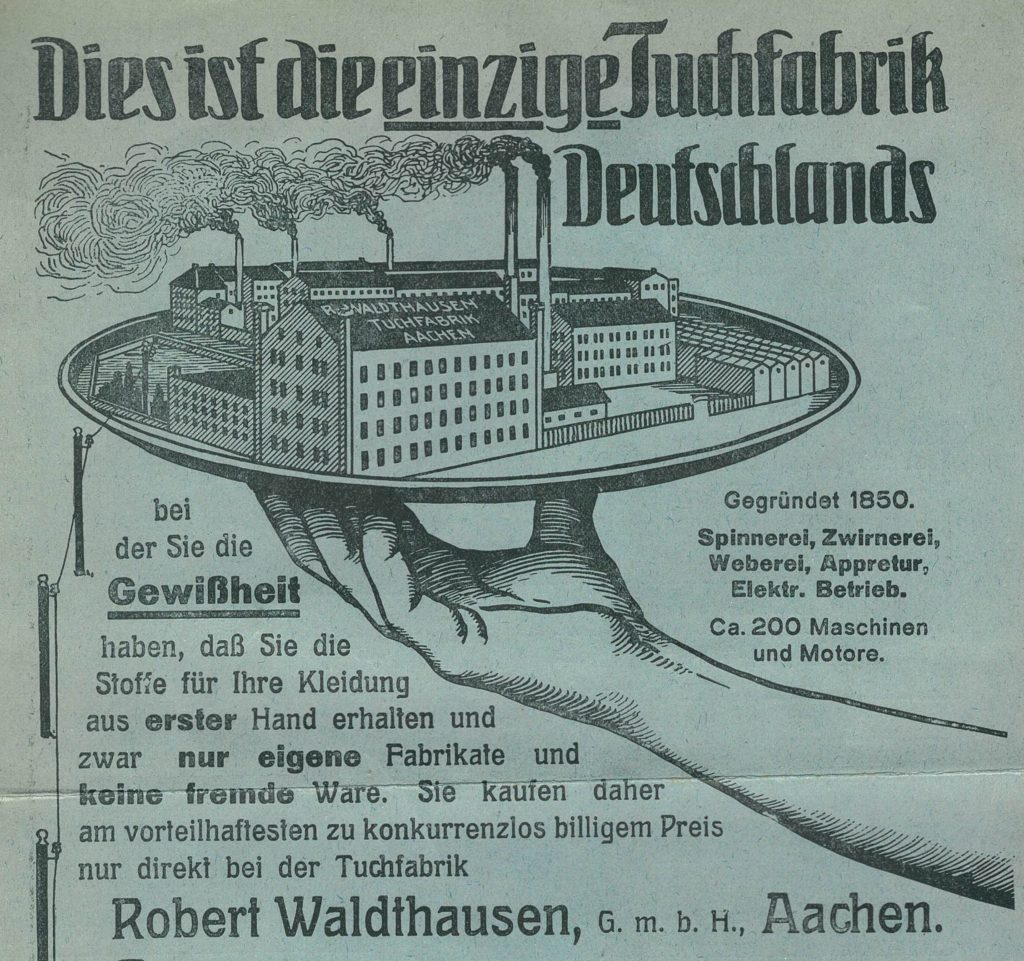 Dies ist die einzige Tuchfabrik
Deutschlands
R. WALDTHAUSEN
TUCHFABRIK
AACHEN
Gegründet 1850.
Spinnerei, Zwirnerei,
Weberei, Appretur,
Elektr. Betrieb.
Ca. 200 Maschinen
und Motore.
bei
der Sie die
Gewißheit
haben, daß Sie die
Stoffe für Ihre Kleidung
aus erster Hand erhalten und
zwar nur eigene Fabrikate und
keine fremde Ware. Sie kaufen daher
am vorteilhaftesten zu konkurrenzlos billigem Preis
nur direkt bei der Tuchfabrik
Robert Waldthausen, G. m. b. H., Aachen.